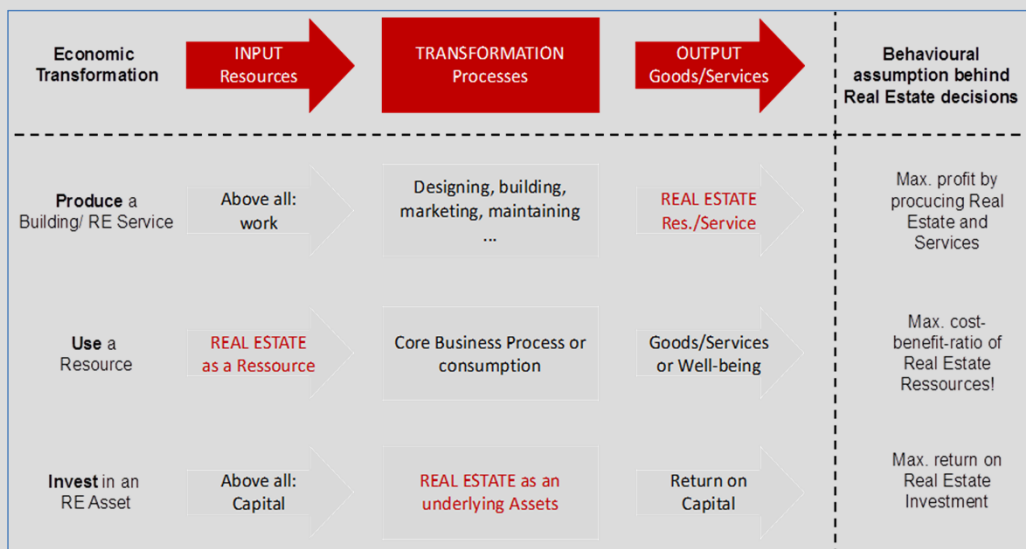 Economic
Transformation
INPUT
Resources
TRANSFORMATION
Processes
OUTPUT
Goods/Services
Behavioural
assumption behind
Real Estate decisions
Produce a
Building/ RE Service
Above all:
work
Designing, building,
marketing, maintaining
...
REAL ESTATE
Res./Service
Max. profit by
procucing Real
Estate and
Services
Use a
Resource
REAL ESTATE
as a Ressource
Core Business Process or
consumption
Goods/Services
or Well-being
Max. cost-
benefit-ratio of
Real Estate
Ressources!
Invest in an
RE Asset
Above all:
Capital
REAL ESTATE as an
underlying Assets
Return on
Capital
Max. return on
Real Estate
Investment